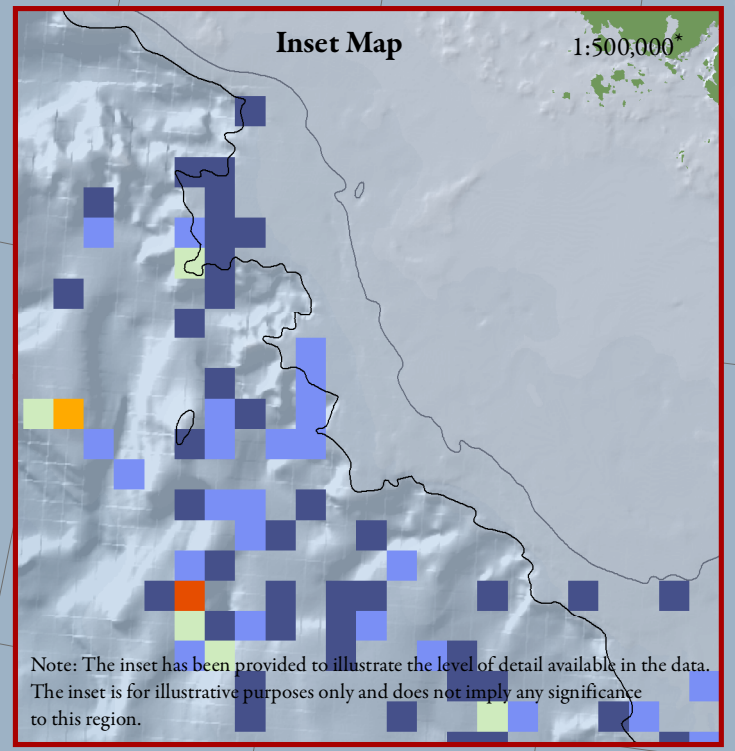 Inset Map
1:500,000*
Note: The inset has been provided to illustrate the level of detail available in the data.
The inset is for illustrative purposes only and does not imply any significance
to this region.